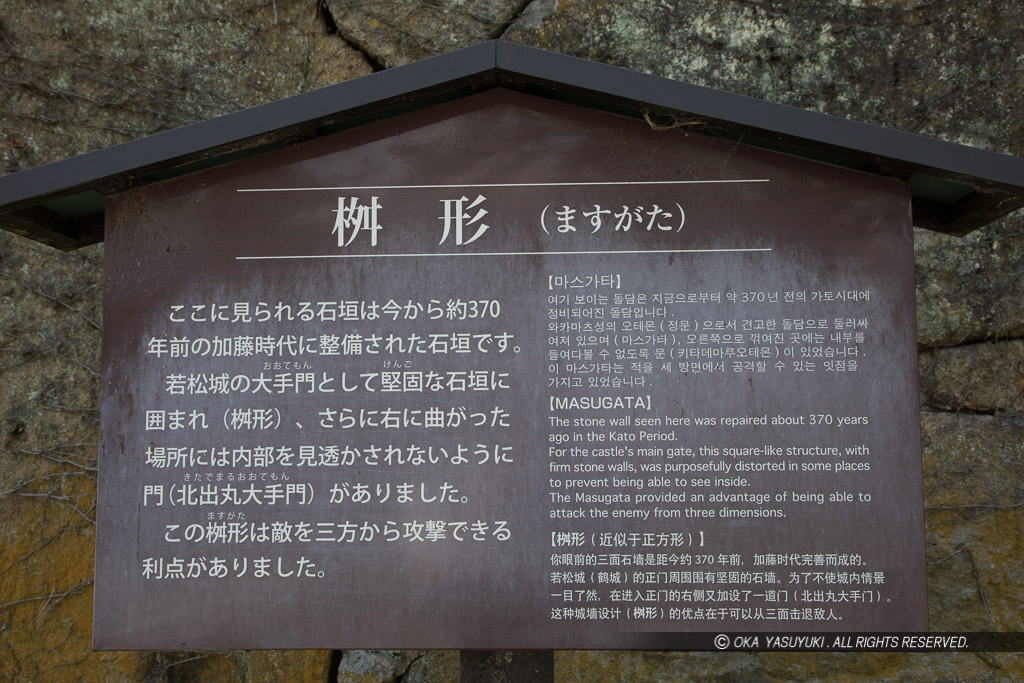 桝形（ますがた）
ここに見られる石垣は今から約370
年前の加藤時代に整備された石垣です。
おおてもん けんご
若松城の大手門として堅固な石垣に
囲まれ（桝形）、さらに右に曲がった
場所には内部を見透かされないように
きたでまるおおてもん
門（北出丸大手門）がありました。
ますがた
この桝形は敵を三方から攻撃できる
利点がありました。
【마스가타】
여기 보이는 돌담은 지금으로부터 약 370년 전의 가토시대에
정비되어진 돌담입니다.
와카마츠성의 오테몬 ( 정문 ) 으로서 견고한 돌담으로 둘러싸
여져 있으며 ( 마스가타 ), 오른쪽으로 꺾여진 곳에는 내부를
들여다볼 수 없도록 문 ( 키타데마루오테몬 ) 이 있었습니다 .
이 마스가타는 적을 세 방면에서 공격할 수 있는 잇점을
가지고 있었습니다 .
【MASUGATA】
The stone wall seen here was repaired about 370 years
ago in the Kato Period.
For the castle's main gate, this square-like structure, with
firm stone walls, was purposefully distorted in some places
to prevent being able to see inside.
The Masugata provided an advantage of being able to
attack the enemy from three dimensions.
【桝形（近似于正方形）】
你眼前的三面石墙是距今约 370 年前，加藤时代完善而成的。
若松城（鹤城）的正门周围围有坚固的石墙。为了不使城内情景
一目了然，在进入正门的右侧又加设了一道门（北出丸大手门）。
这种城墙设计（桝形）的优点在于可以从三面击退敌人。
© OKA YASUYUKI . ALL RIGHTS RESERVED.